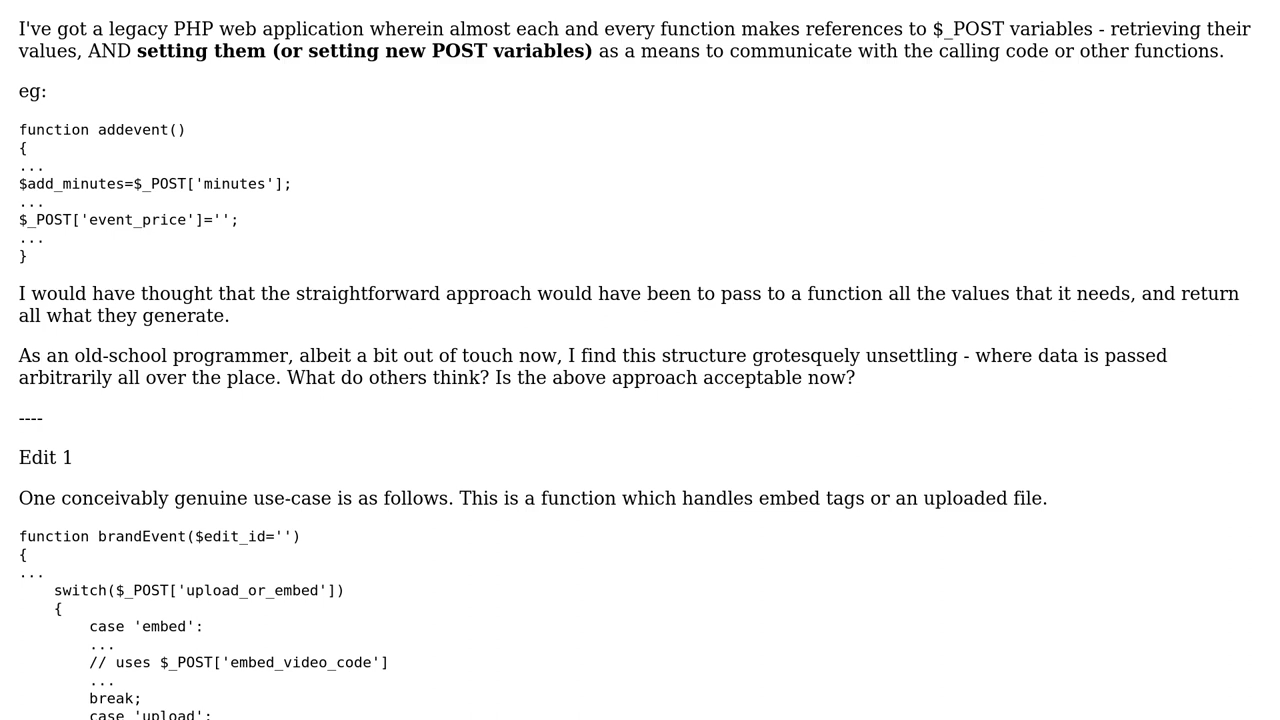 I've got a legacy PHP web application wherein almost each and every function makes references to $_POST variables - retrieving their
values, AND setting them (or setting new POST variables) as a means to communicate with the calling code or other functions.
eg:
function addevent()
{
...
$add_minutes=$_POST['minutes'];
...
$_POST['event_price']='';
...
}
I would have thought that the straightforward approach would have been to pass to a function all the values that it needs, and return
all what they generate.
As an old-school programmer, albeit a bit out of touch now, I find this structure grotesquely unsettling - where data is passed
arbitrarily all over the place. What do others think? Is the above approach acceptable now?
----
Edit 1
One conceivably genuine use-case is as follows. This is a function which handles embed tags or an uploaded file.
function brandEvent($edit_id='')
{
...
    switch($_POST['upload_or_embed'])
    {
        case 'embed':
        ...
        // uses $_POST['embed_video_code']
        ...
        break;
        case 'upload':